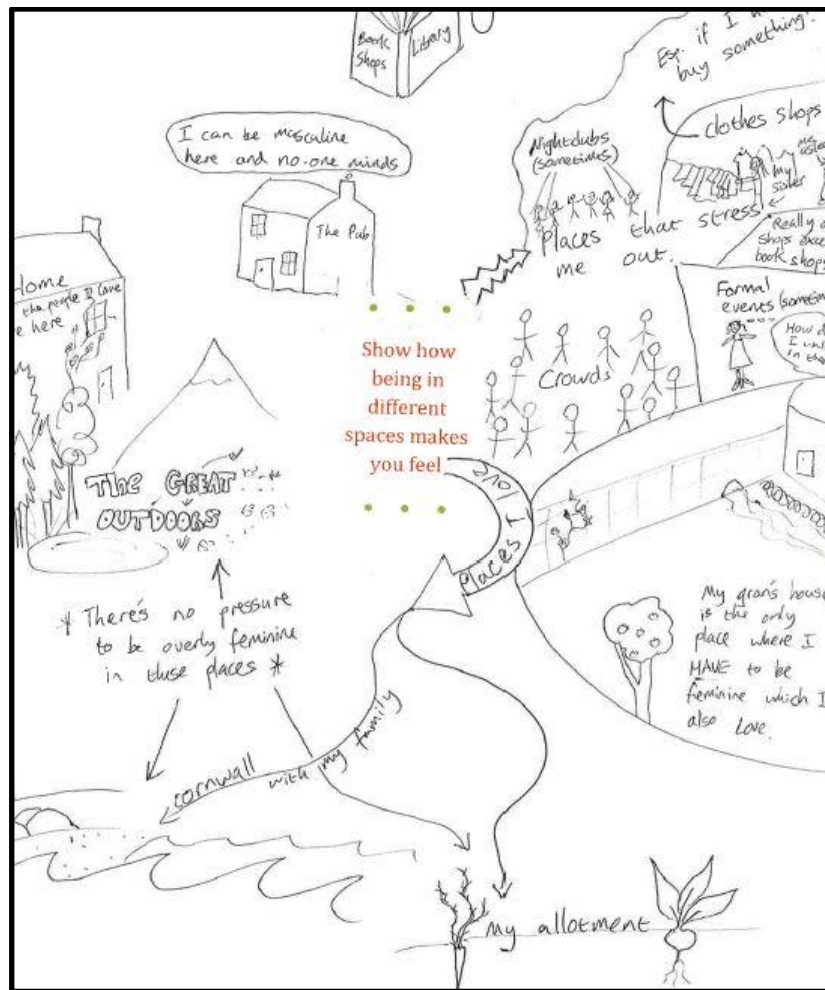 Book
Shops
Library
Esp. if I
buy something!
I can be masculine
here and no-one minds
The Pub
Nightclubs
(sometimes)
clothes shops
my
sister
Places that stress
me out.
Really
shops
book shops
Formal
events (sometimes
How do
I
in
Crowds
Home
the people I love
here
Show how
being in
different
spaces makes
you feel
Places I love
The GREAT
OUTDOORS
* There's no pressure
to be overly feminine
in these places *
My gran's house
is the only
place where I
HAVE to be
feminine which I
also love.
cornwall with my family
My allotment